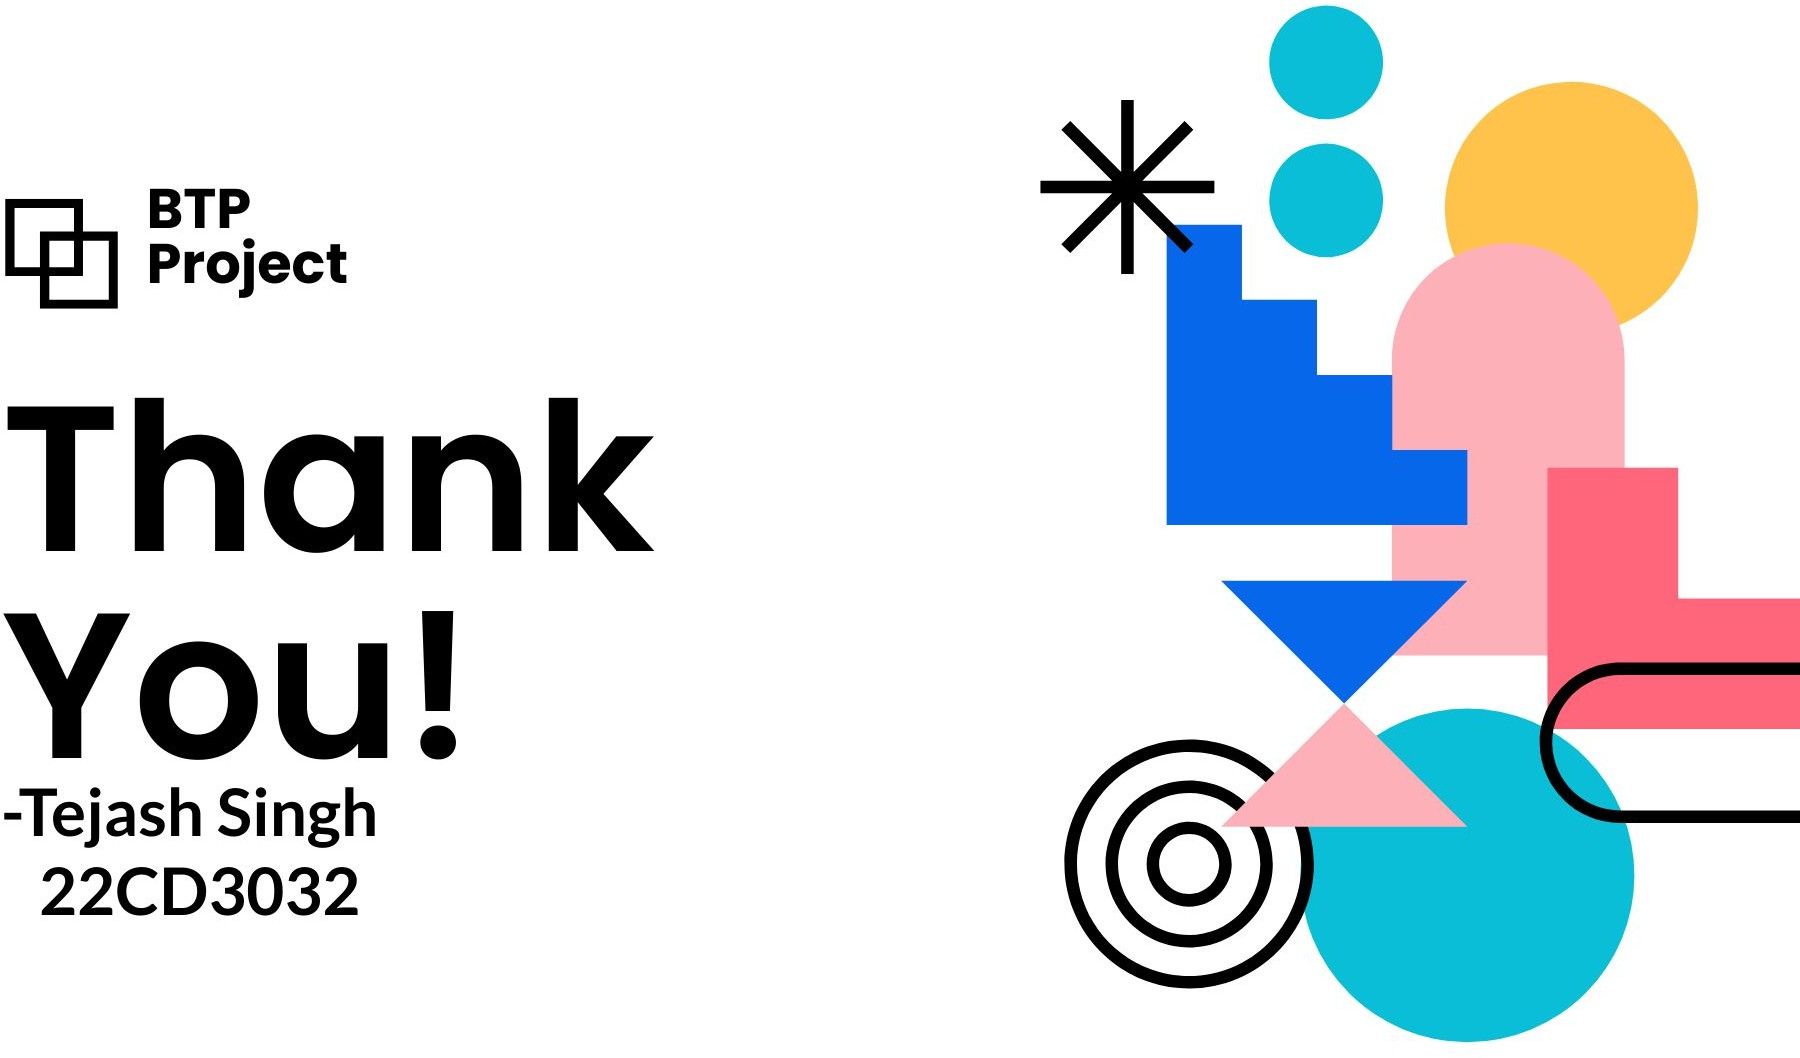 BTP
Project
Thank
You!
-Tejash Singh
22CD3032